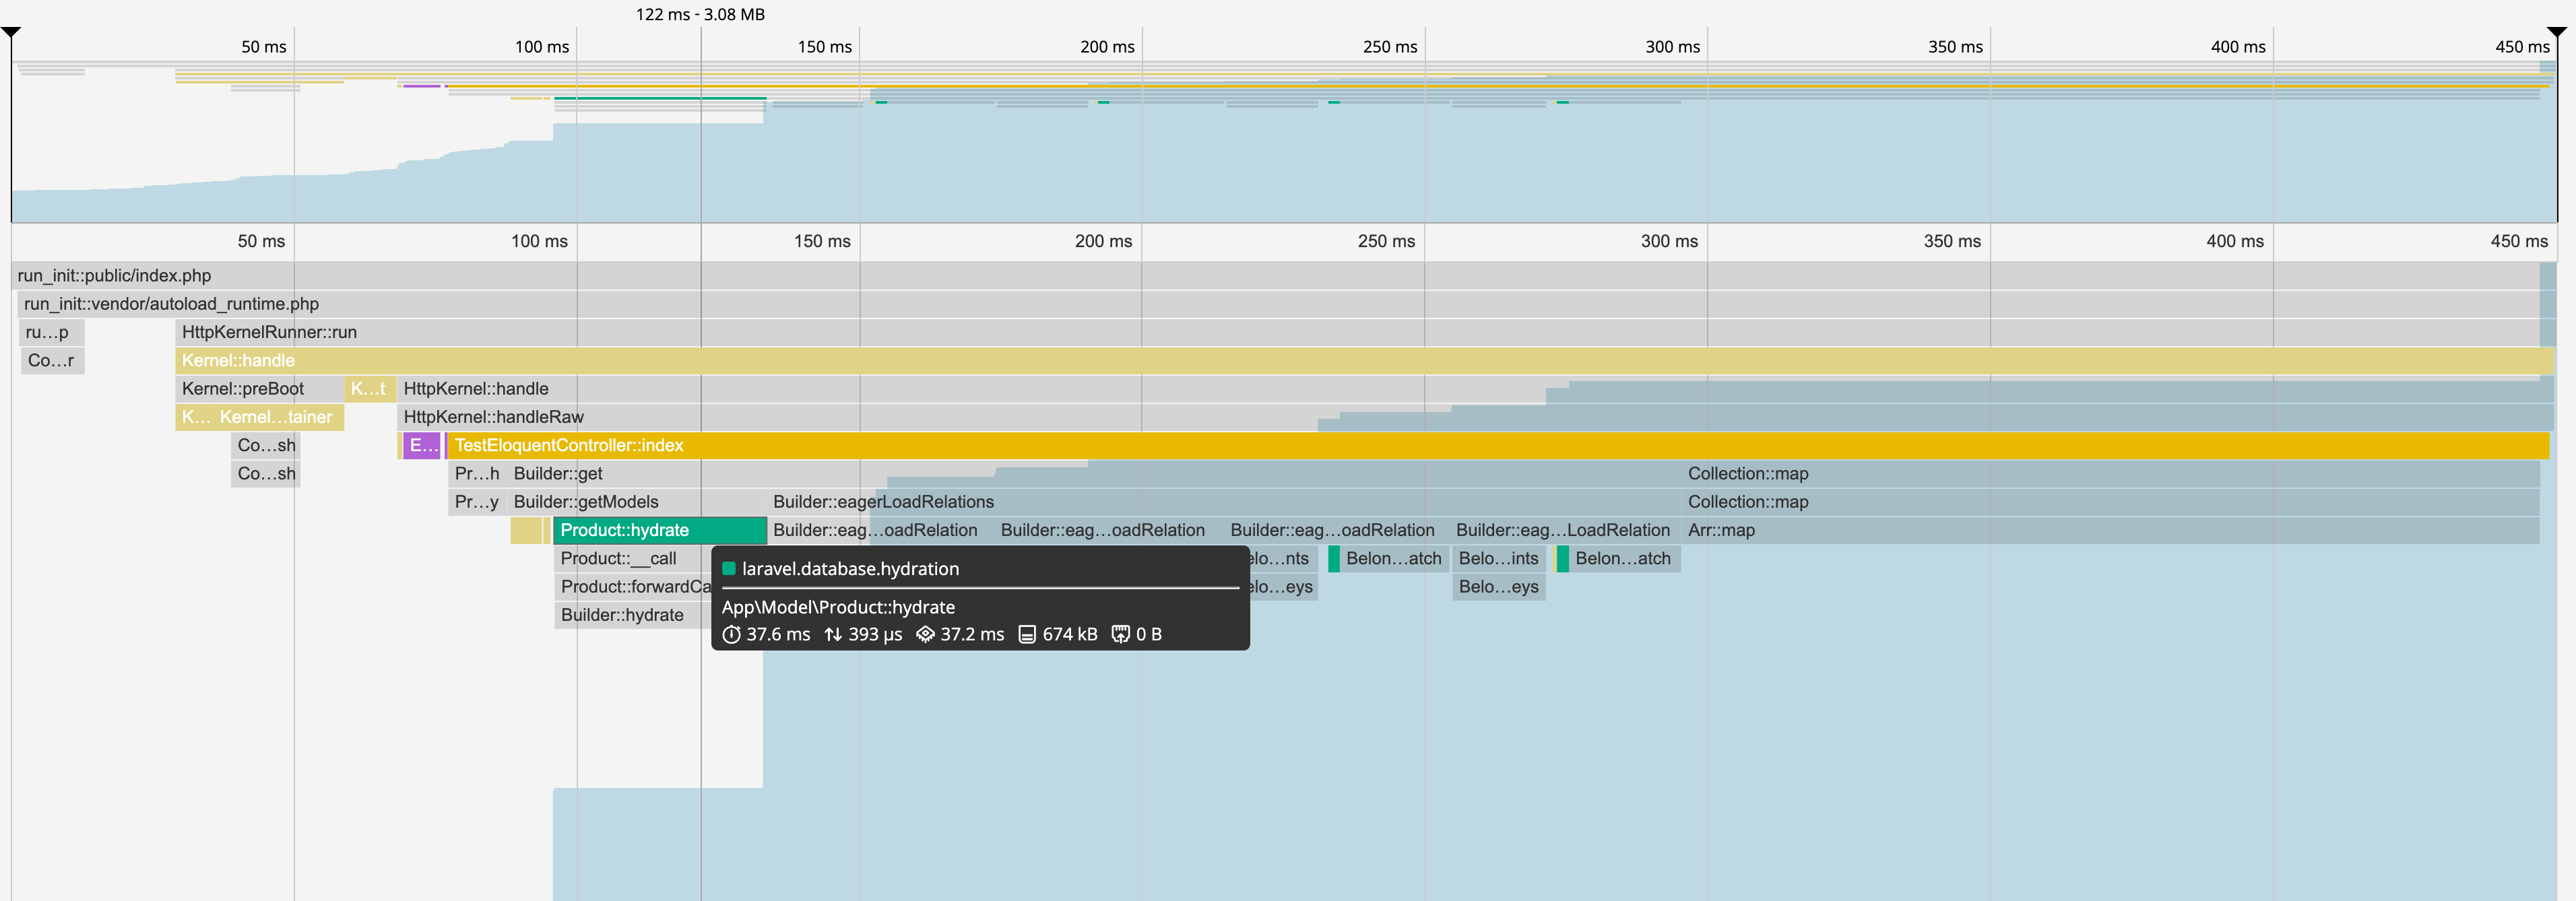 122 ms - 3.08 MB
50 ms 100 ms 150 ms 200 ms 250 ms 300 ms 350 ms 400 ms 450 ms
50 ms 100 ms 150 ms 200 ms 250 ms 300 ms 350 ms 400 ms 450 ms
run_init::public/index.php
run_init::vendor/autoload_runtime.php
ru…p HttpKernelRunner::run
Co…r Kernel::handle
Kernel::preBoot K…t HttpKernel::handle
K… Kernel…tainer HttpKernel::handleRaw
Co…sh E… TestEloquentController::index
Co…sh Pr…h Builder::get Collection::map
Pr…y Builder::getModels Builder::eagerLoadRelations Collection::map
Product::hydrate Builder::eag…oadRelation Builder::eag…oadRelation Builder::eag…oadRelation Builder::eag…LoadRelation Arr::map
Product::__call elo…nts Belon…atch Belo…ints Belon…atch
Product::forwardCa elo…eys Belo…eys
Builder::hydrate
laravel.database.hydration
App\Model\Product::hydrate
37.6 ms 393 µs 37.2 ms 674 kB 0 B